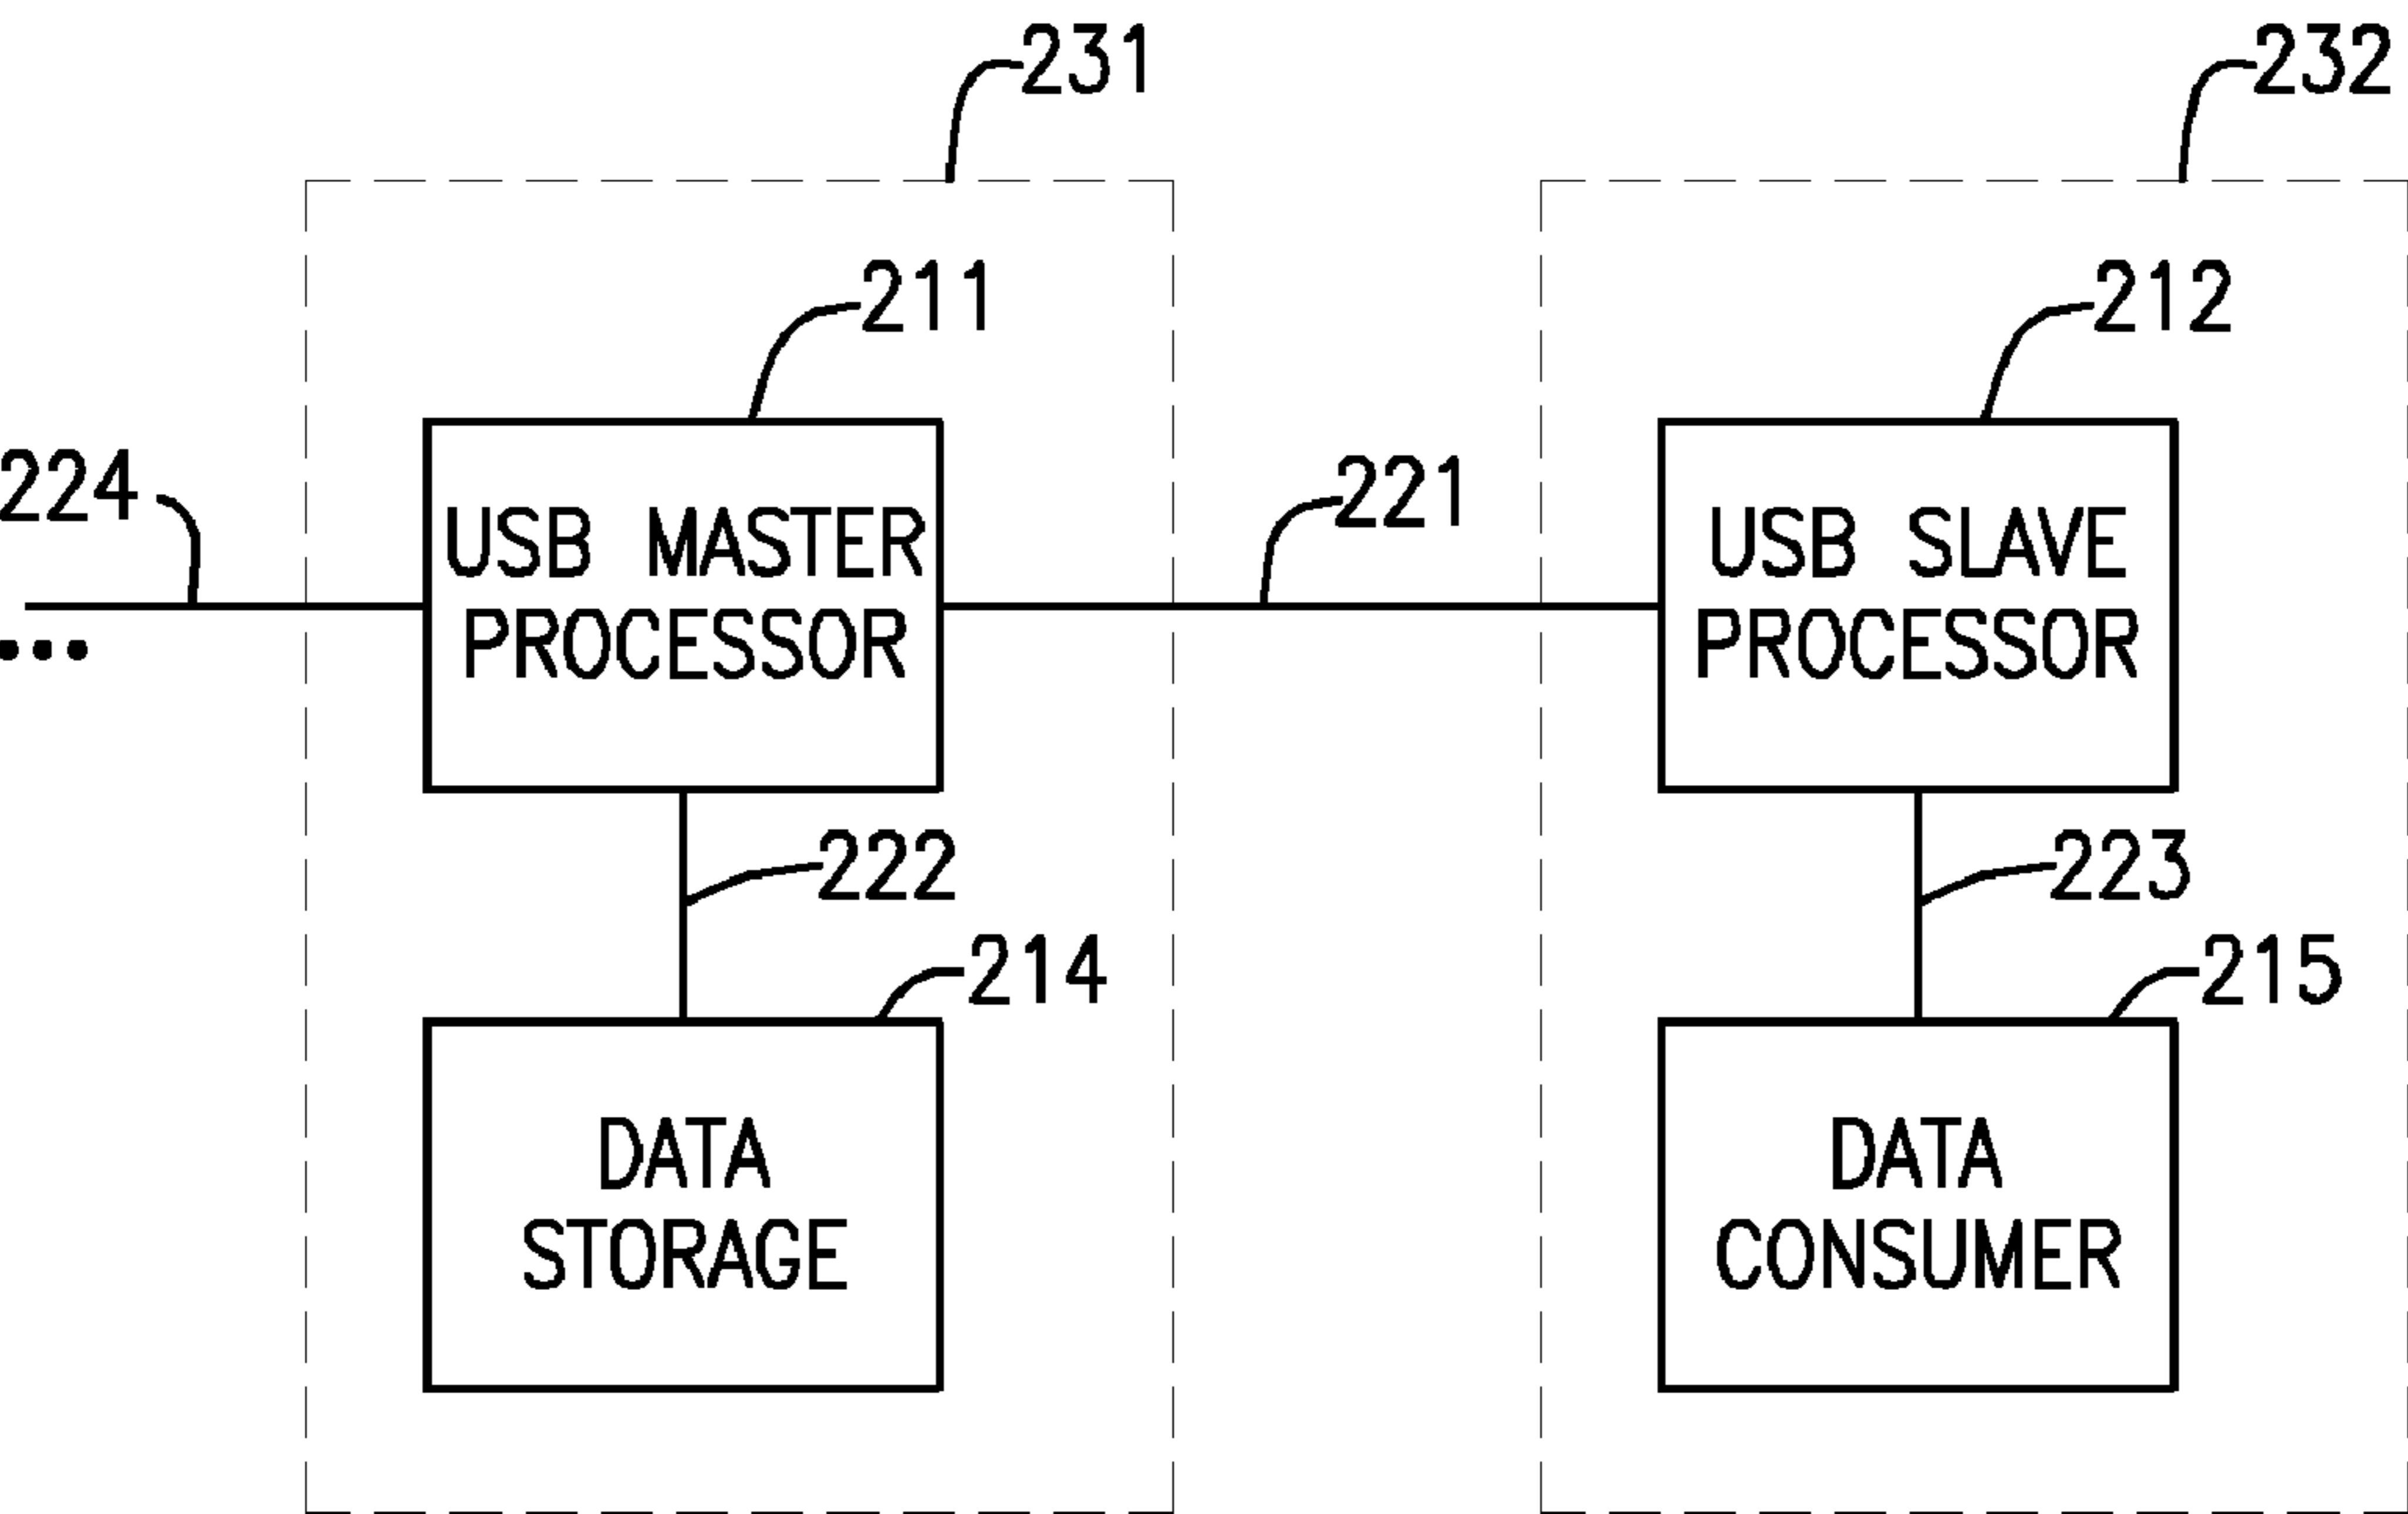 231
232
211
212
224
221
USB MASTER
PROCESSOR
USB SLAVE
PROCESSOR
...
222
223
214
215
DATA
STORAGE
DATA
CONSUMER